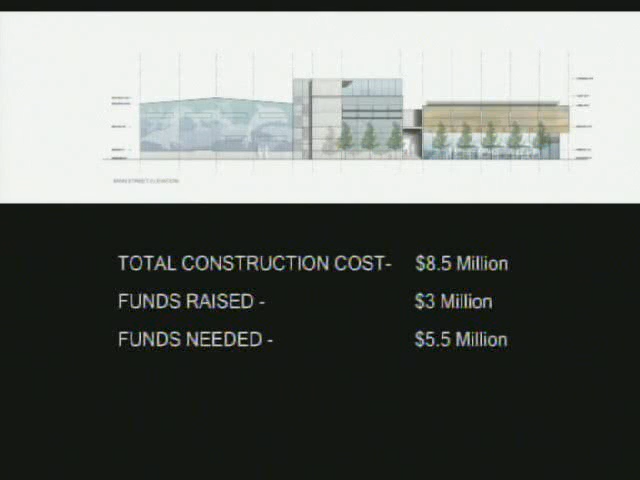 TOTAL CONSTRUCTION COST- $8.5 Million
FUNDS RAISED - $3 Million
FUNDS NEEDED - $5.5 Million